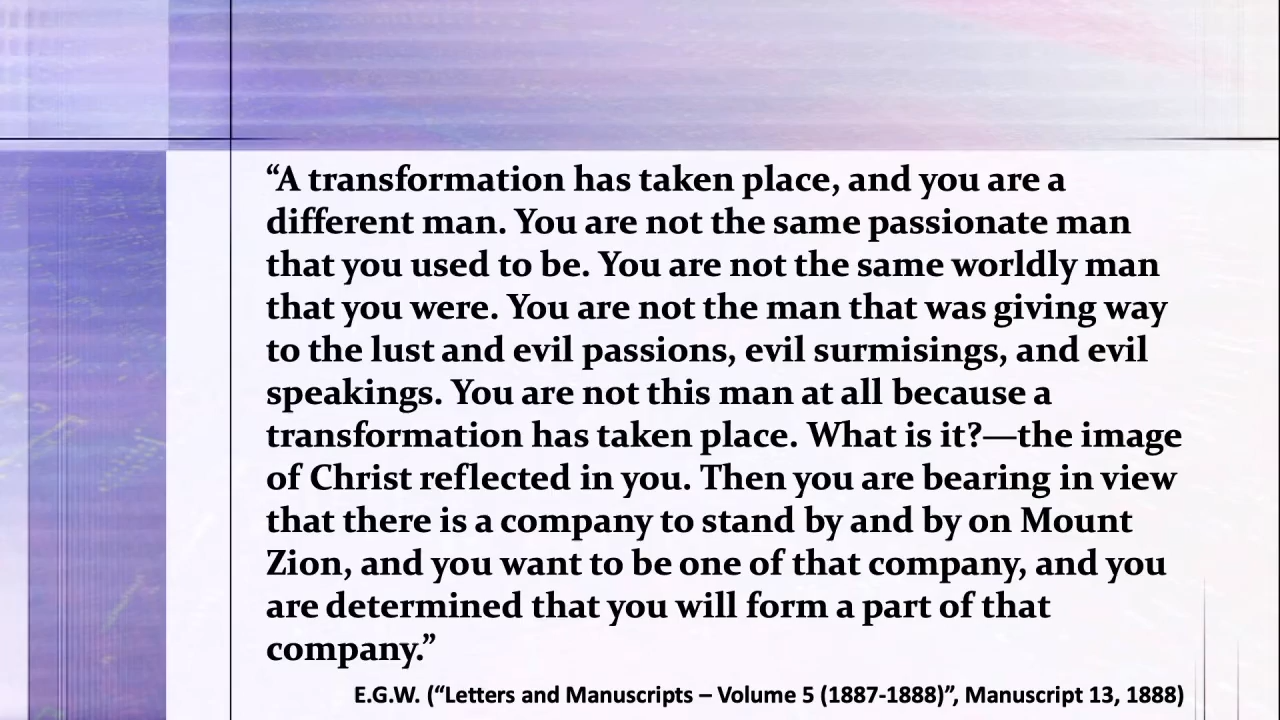 “A transformation has taken place, and you are a
different man. You are not the same passionate man
that you used to be. You are not the same worldly man
that you were. You are not the man that was giving way
to the lust and evil passions, evil surmisings, and evil
speakings. You are not this man at all because a
transformation has taken place. What is it?—the image
of Christ reflected in you. Then you are bearing in view
that there is a company to stand by and by on Mount
Zion, and you want to be one of that company, and you
are determined that you will form a part of that
company.”
E.G.W. (“Letters and Manuscripts – Volume 5 (1887-1888)”, Manuscript 13, 1888)